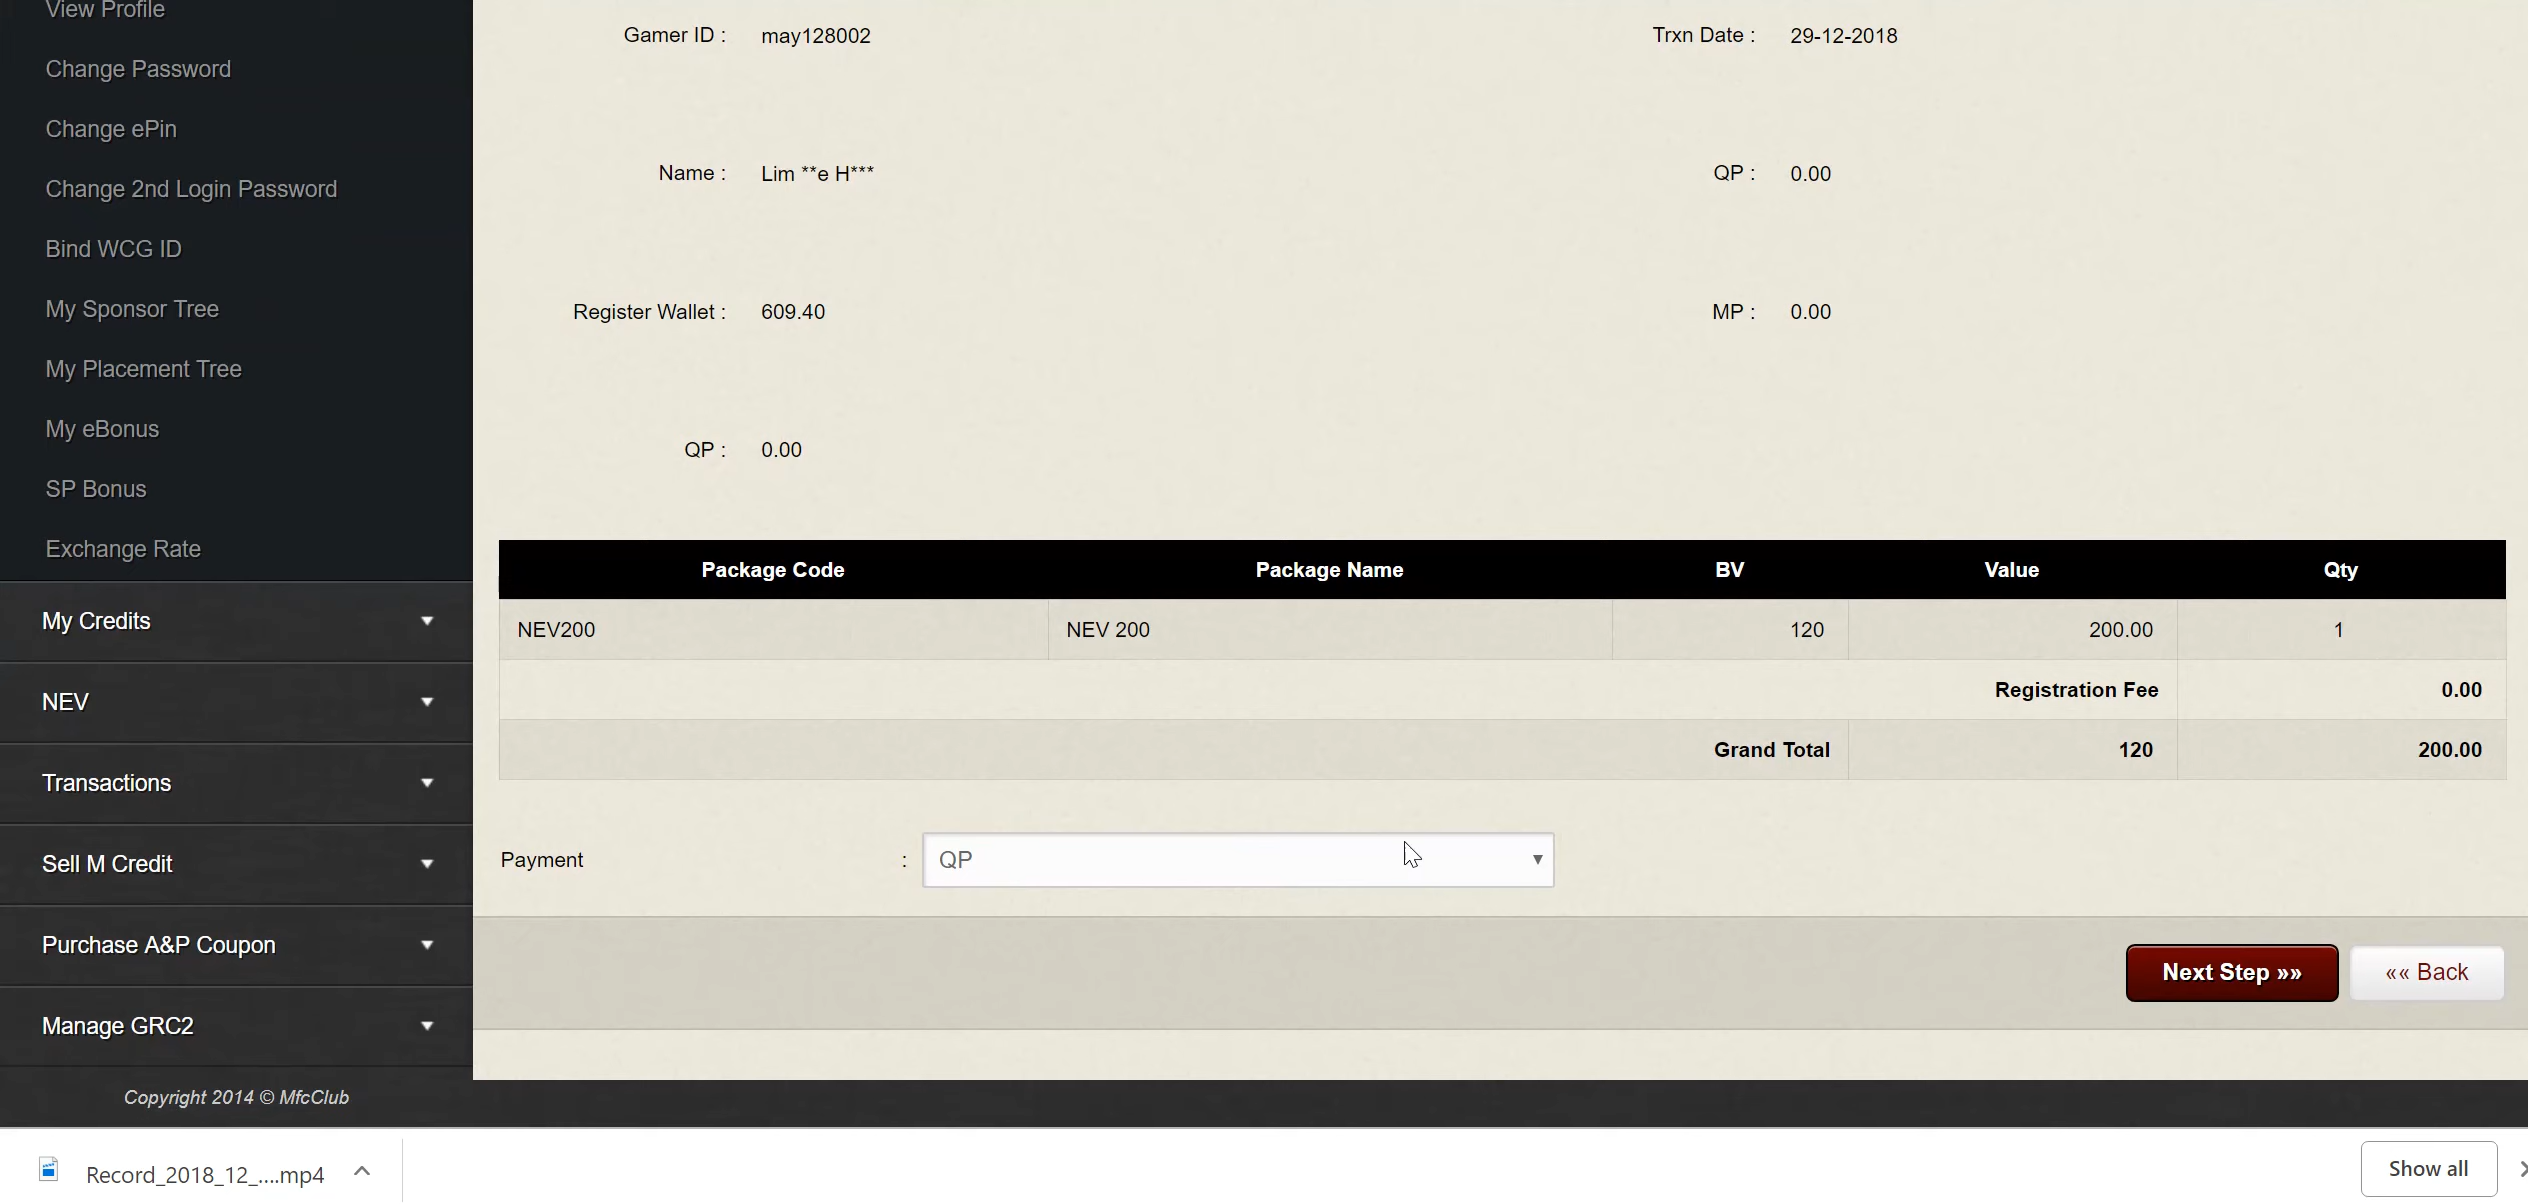 View Profile
Change Password
Change ePin
Change 2nd Login Password
Bind WCG ID
My Sponsor Tree
My Placement Tree
My eBonus
SP Bonus
Exchange Rate
My Credits
NEV
Transactions
Sell M Credit
Purchase A&P Coupon
Manage GRC2
Copyright 2014 © MfcClub
Gamer ID : may128002 Trxn Date : 29-12-2018
Name : Lim **e H*** QP : 0.00
Register Wallet : 609.40 MP : 0.00
QP : 0.00
Package Code Package Name BV Value Qty
NEV200 NEV 200 120 200.00 1
Registration Fee 0.00
Grand Total 120 200.00
Payment : QP
Next Step »» «« Back
Record_2018_12_....mp4 Show all